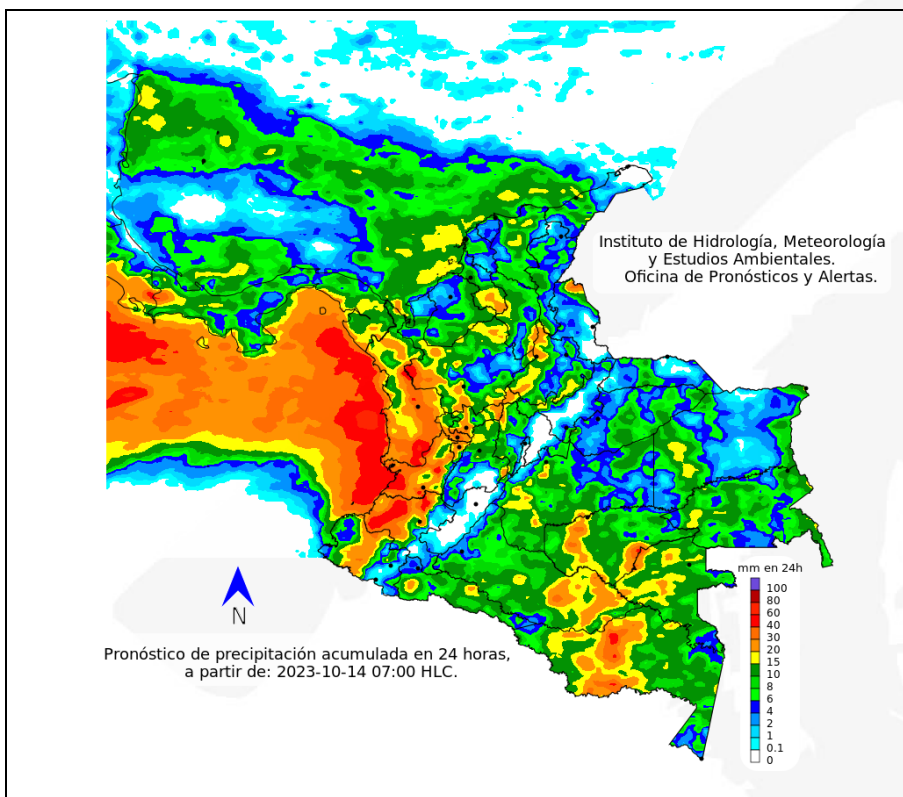 Instituto de Hidrología, Meteorología
y Estudios Ambientales.
Oficina de Pronósticos y Alertas.
mm en 24h
100
80
60
40
30
20
15
10
8
6
4
2
1
0.1
0
N
Pronóstico de precipitación acumulada en 24 horas,
a partir de: 2023-10-14 07:00 HLC.